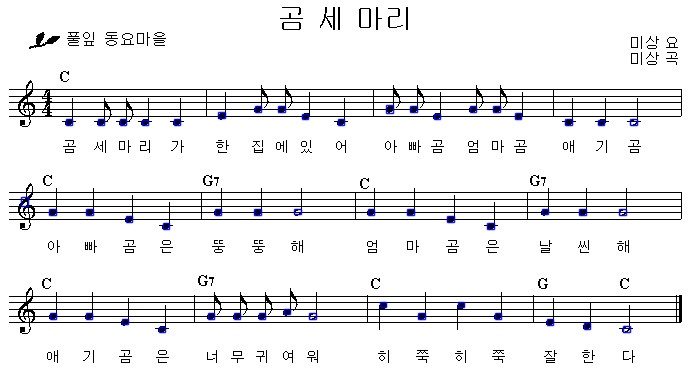 곰 세 마리
풀잎 동요마을
미상 요
미상 곡
C
곰 세 마 리 가 한 집 에 있 어 아 빠 곰 엄 마 곰 애 기 곰
C G7 C G7
아 빠 곰 은 뚱 뚱 해 엄 마 곰 은 날 씬 해
C G7 C G C
애 기 곰 은 너 무 귀 여 워 히 쭉 히 쭉 잘 한 다